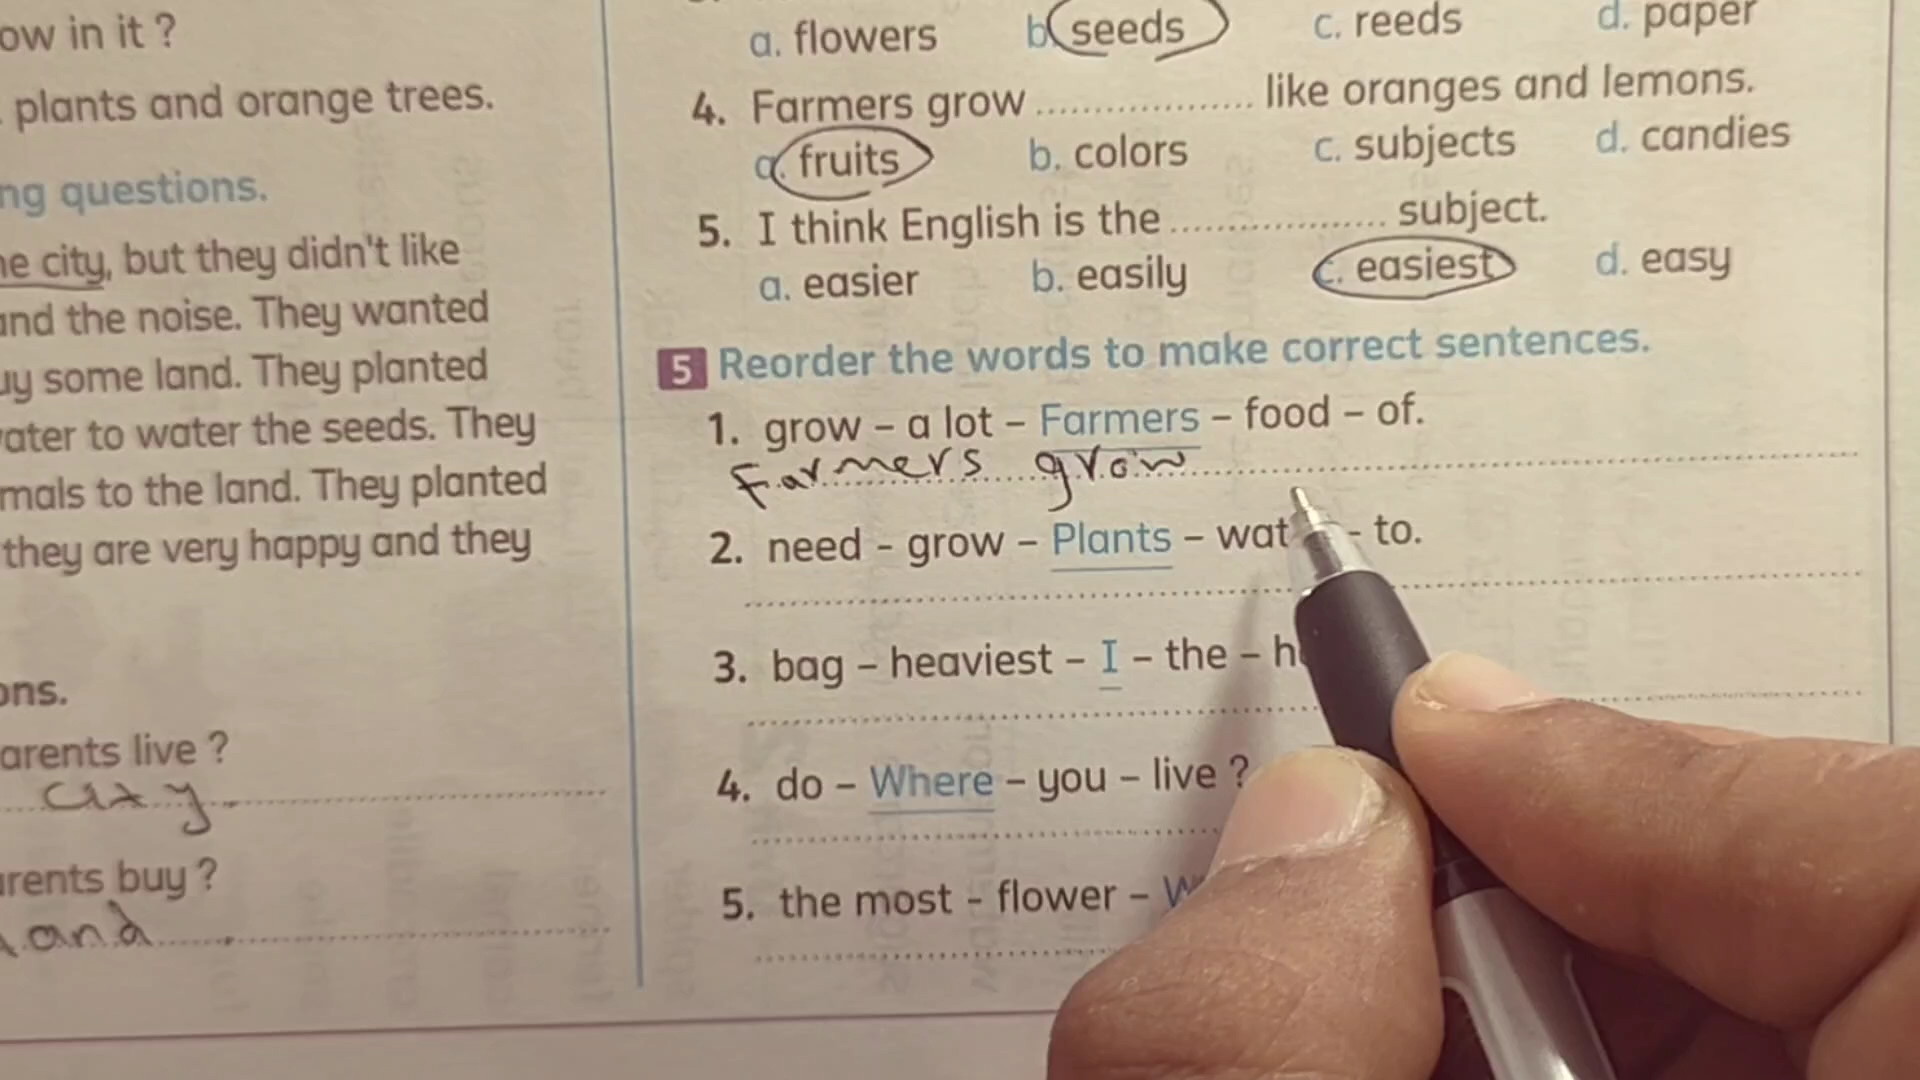 ow in it ?
plants and orange trees.
ng questions.
he city, but they didn't like
and the noise. They wanted
uy some land. They planted
vater to water the seeds. They
mals to the land. They planted
they are very happy and they
ons.
arents live ?
city
arents buy ?
land
a. flowers b. seeds c. reeds d. paper
4. Farmers grow .................... like oranges and lemons.
a. fruits b. colors c. subjects d. candies
5. I think English is the .................... subject.
a. easier b. easily c. easiest d. easy
5 Reorder the words to make correct sentences.
1. grow – a lot – Farmers – food – of.
Farmers grow
2. need – grow – Plants – wat – to.
3. bag – heaviest – I – the – h
4. do – Where – you – live ?
5. the most – flower – W